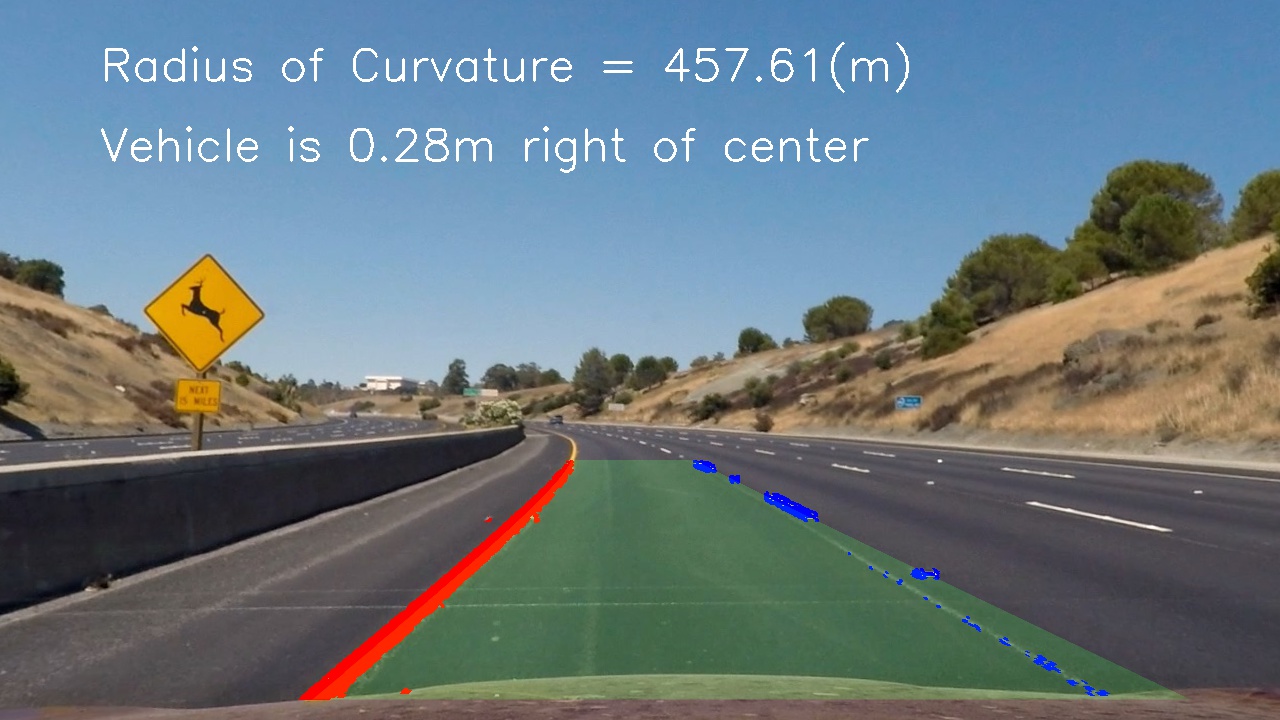 Radius of Curvature = 457.61(m)
Vehicle is 0.28m right of center
NEXT
15 MILES